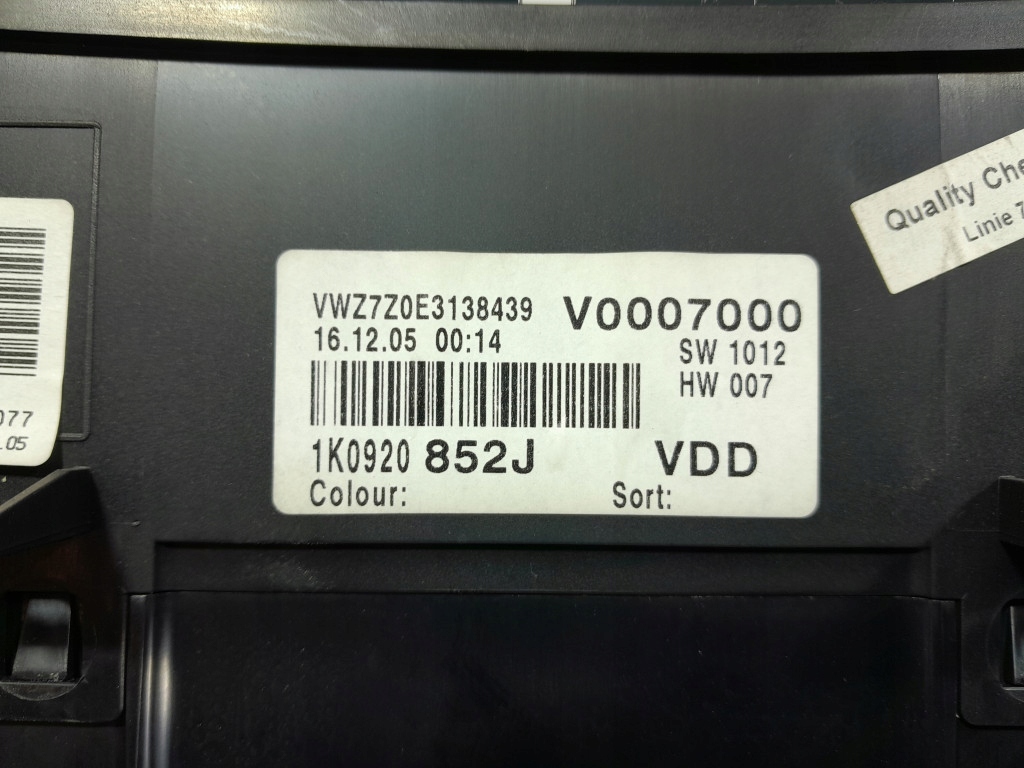 Quality
Linie 7
VWZ7Z0E3138439 V0007000
16.12.05 00:14 SW 1012
HW 007
1K0920 852J VDD
Colour: Sort:
077
.05